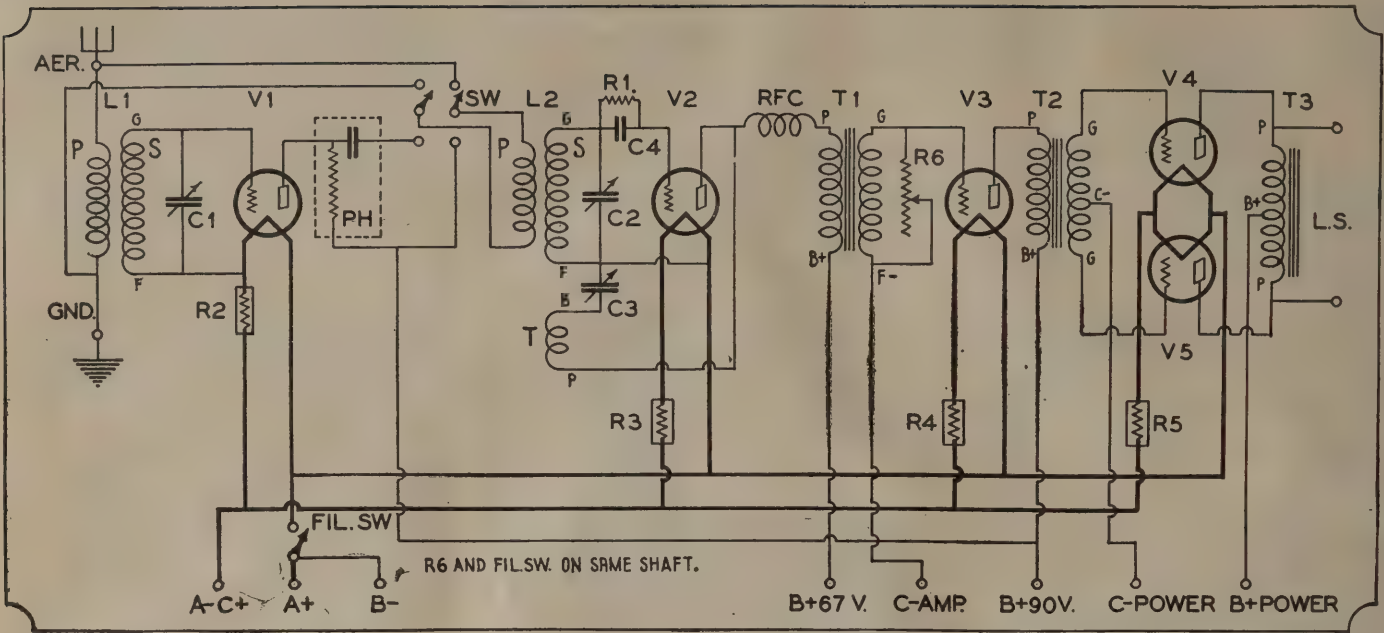 AER.
L1
V1
SW
L2
R1.
V2
RFC
T1
V3
T2
V4
T3
P
S
G
C1
PH
P
G
S
C4
C2
P
G
R6
P
G
C-
P
B+
L.S.
F
F
B
C3
B+
F-
B+
G
P
GND.
R2
T
P
V5
R3
R4
R5
FIL. SW
R6 AND FIL.SW. ON SAME SHAFT.
A-C+
A+
B-
B+67 V.
C-AMP.
B+90V.
C-POWER
B+POWER